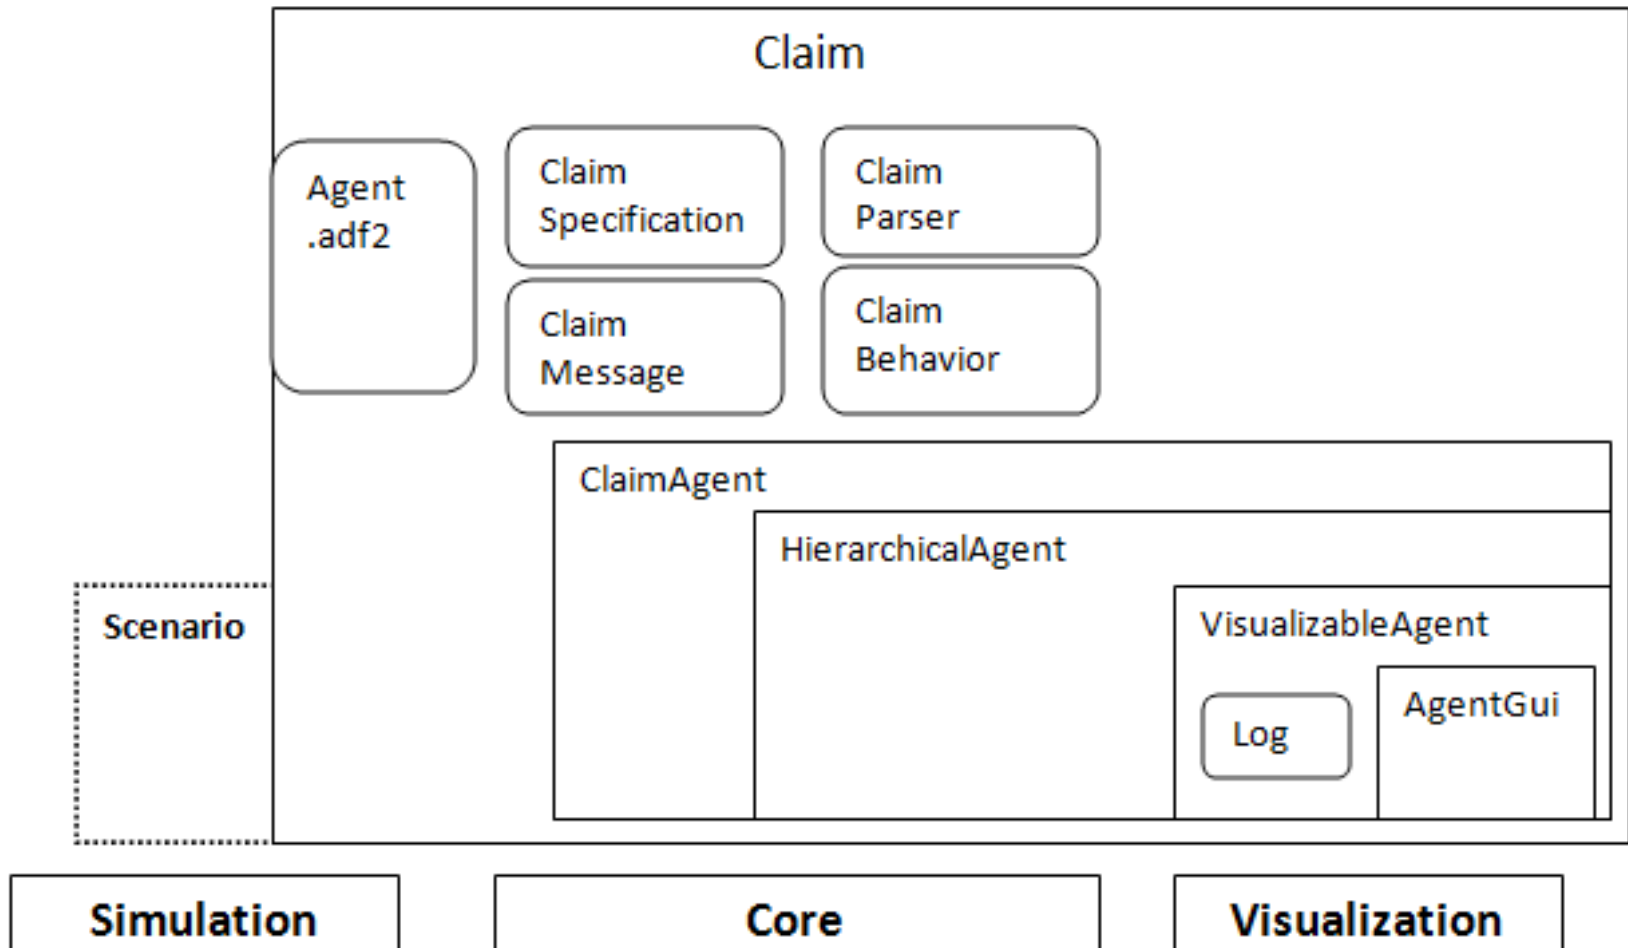 Claim
Agent
.adf2
Claim
Specification
Claim
Parser
Claim
Message
Claim
Behavior
ClaimAgent
HierarchicalAgent
Scenario
VisualizableAgent
Log
AgentGui
Simulation
Core
Visualization